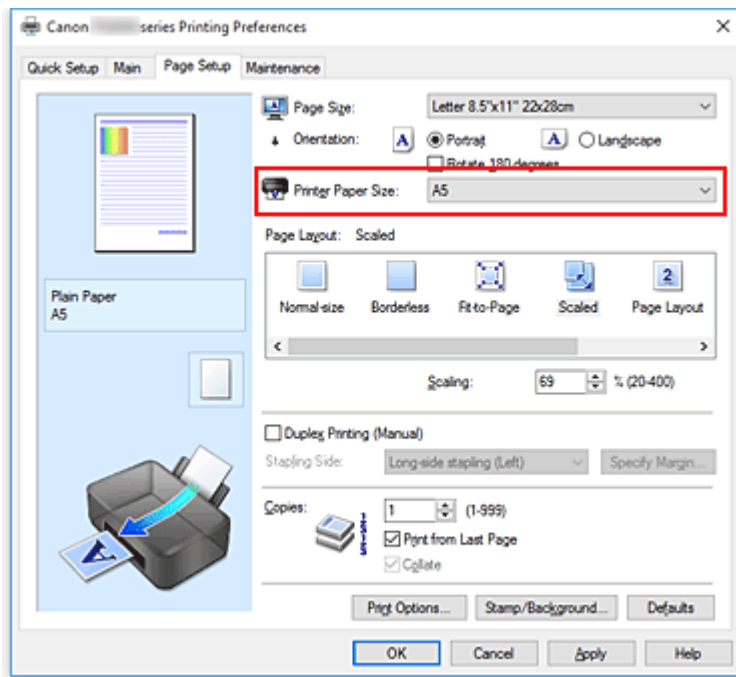 Canon series Printing Preferences
Quick Setup Main Page Setup Maintenance
Page Size: Letter 8.5"x11" 22x28cm
Orientation: A Portrait A Landscape
Rotate 180 degrees
Printer Paper Size: A5
Page Layout: Scaled
Normal-size Borderless Fit-to-Page Scaled Page Layout
Plain Paper
A5
Scaling: 69 % (20-400)
Duplex Printing (Manual)
Stapling Side: Long-side stapling (Left) Specify Margin...
Copies: 1 (1-999)
Print from Last Page
Collate
Print Options... Stamp/Background... Defaults
OK Cancel Apply Help